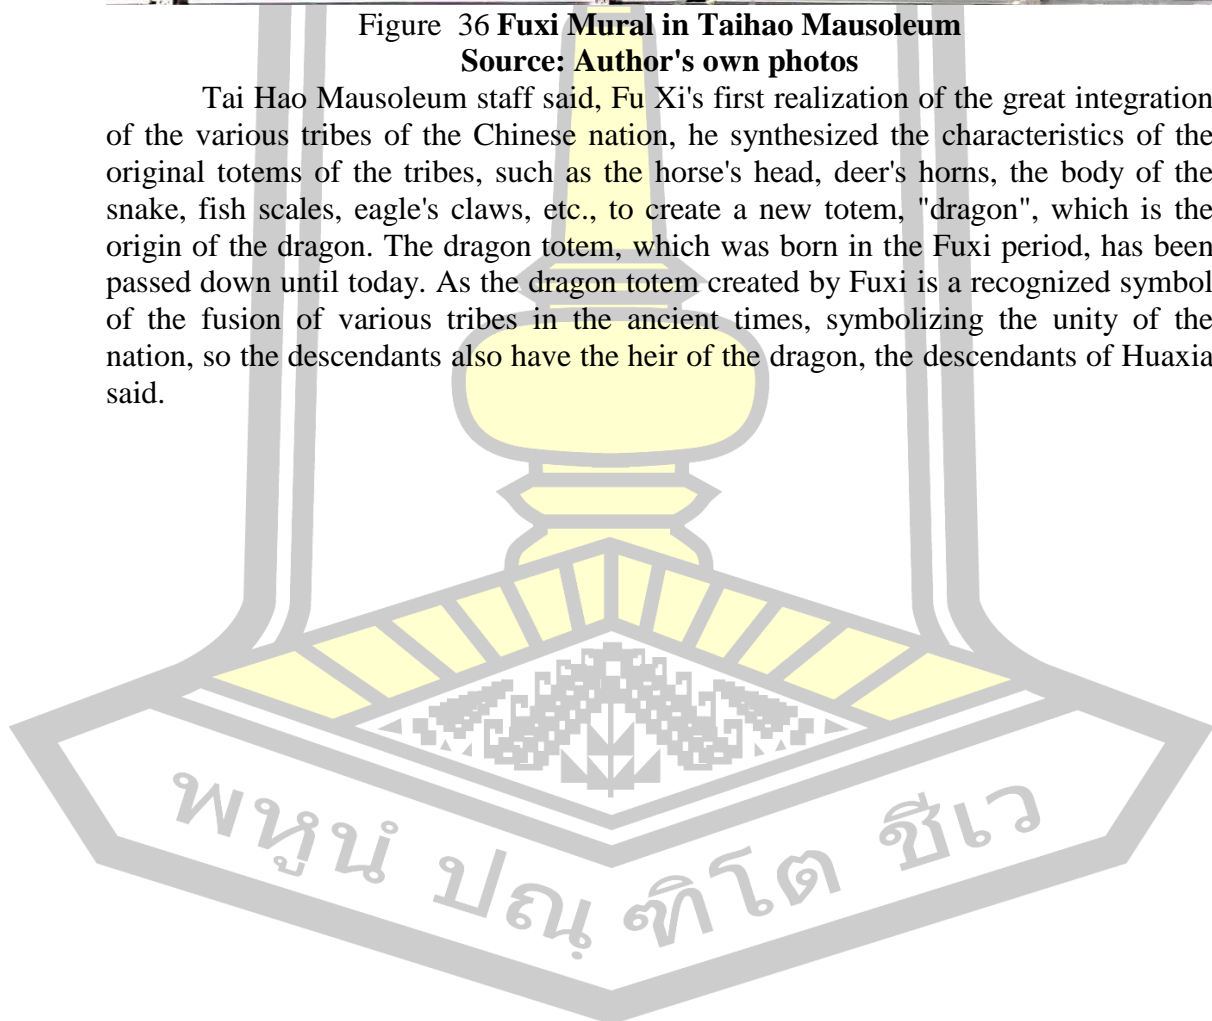 Figure  36 Fuxi Mural in Taihao Mausoleum
Source: Author's own photos
Tai Hao Mausoleum staff said, Fu Xi's first realization of the great integration
of the various tribes of the Chinese nation, he synthesized the characteristics of the
original totems of the tribes, such as the horse's head, deer's horns, the body of the
snake, fish scales, eagle's claws, etc., to create a new totem, "dragon", which is the
origin of the dragon. The dragon totem, which was born in the Fuxi period, has been
passed down until today. As the dragon totem created by Fuxi is a recognized symbol
of the fusion of various tribes in the ancient times, symbolizing the unity of the
nation, so the descendants also have the heir of the dragon, the descendants of Huaxia
said.
พหูนํ ปณฺฑิโต ชีเว